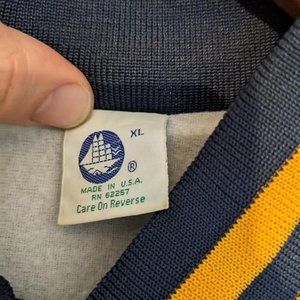 XL
®
MADE IN U.S.A.
RN 62257
Care On Reverse